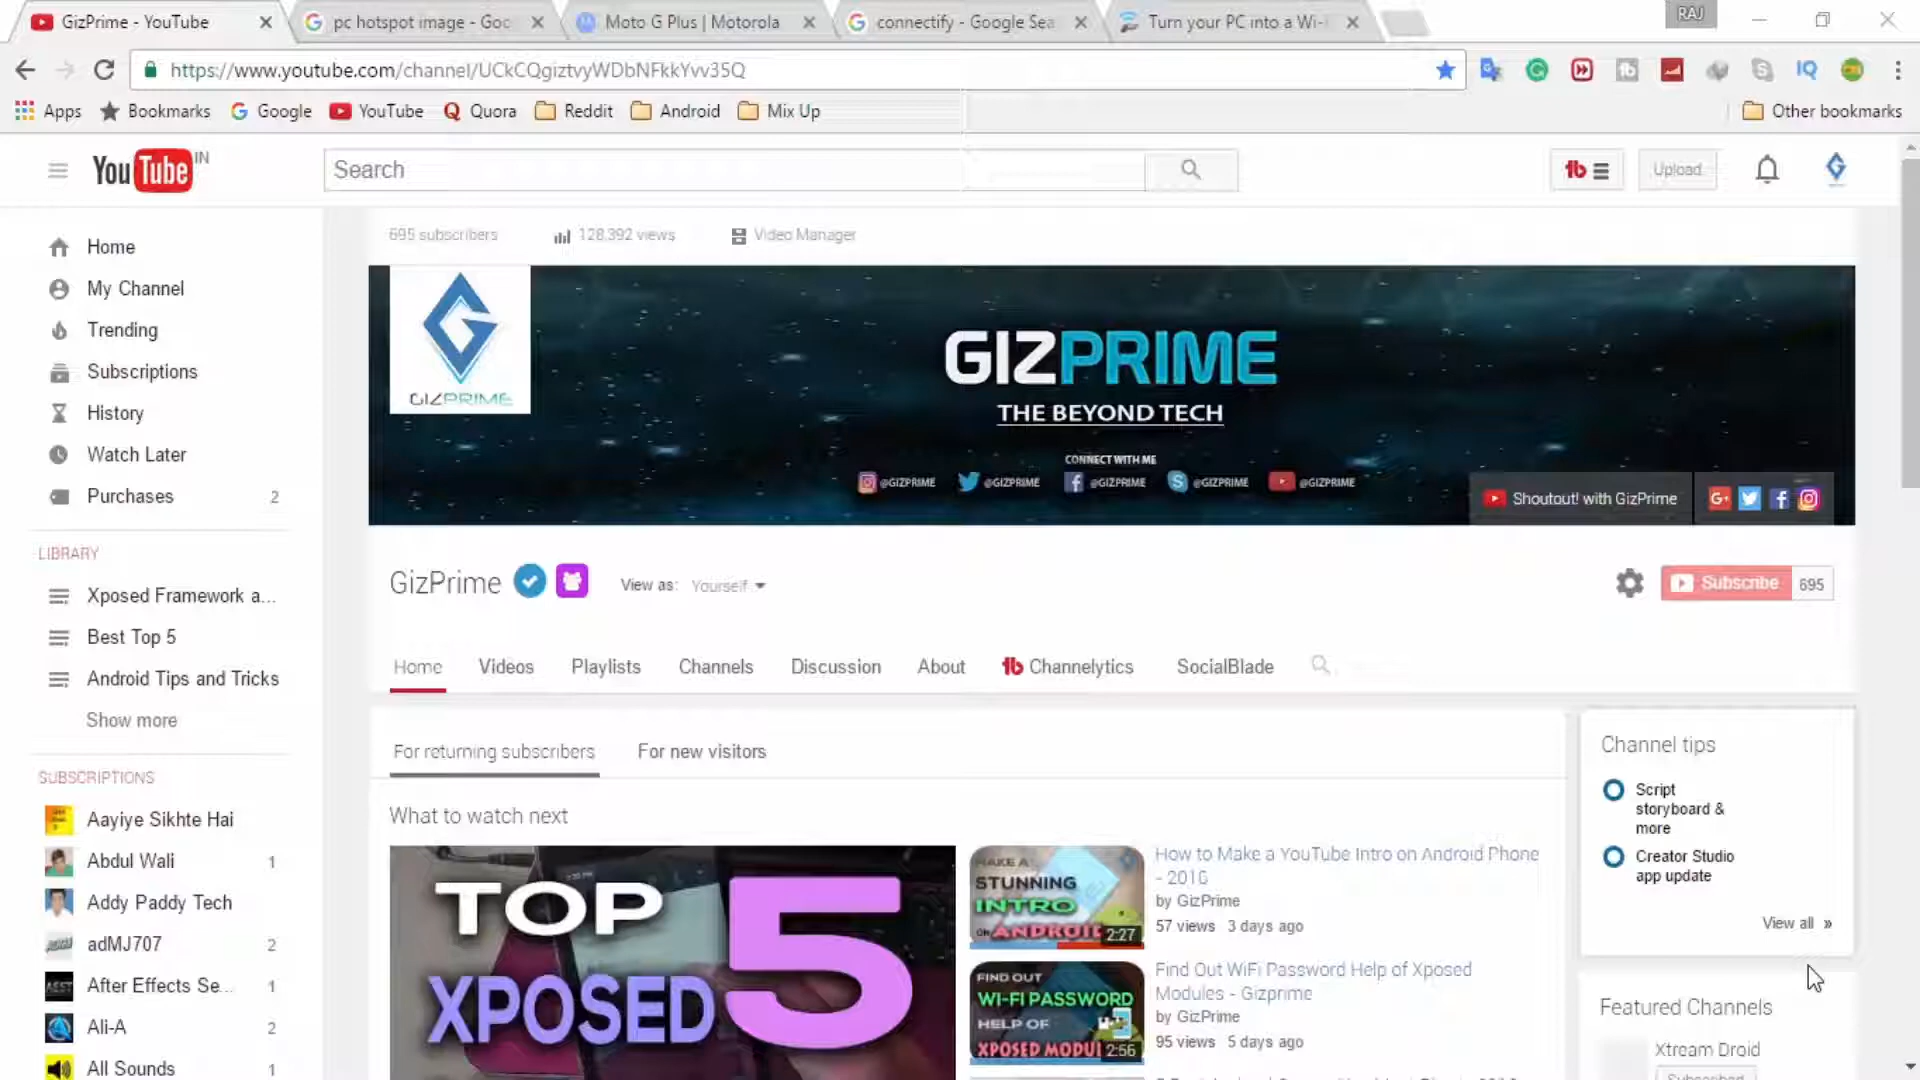 GizPrime - YouTube
pc hotspot image - Goo
Moto G Plus | Motorola
connectify - Google Sea
Turn your PC into a Wi-
RAJ
https://www.youtube.com/channel/UCkCQgiztvyWDbNFkkYvv35Q
Apps
Bookmarks
Google
YouTube
Quora
Reddit
Android
Mix Up
Other bookmarks
YouTube IN
Search
Upload
Home
My Channel
Trending
Subscriptions
History
Watch Later
Purchases 2
LIBRARY
Xposed Framework a...
Best Top 5
Android Tips and Tricks
Show more
SUBSCRIPTIONS
Aayiye Sikhte Hai
Abdul Wali 1
Addy Paddy Tech
adMJ707 2
After Effects Se... 1
Ali-A 2
All Sounds 1
695 subscribers
128,392 views
Video Manager
GIZPRIME
GIZPRIME
THE BEYOND TECH
CONNECT WITH ME
@GIZPRIME @GIZPRIME @GIZPRIME @GIZPRIME @GIZPRIME
Shoutout! with GizPrime
GizPrime
View as: Yourself
Subscribe 695
Home
Videos
Playlists
Channels
Discussion
About
Channelytics
SocialBlade
For returning subscribers
For new visitors
What to watch next
TOP 5
XPOSED
MAKE A
STUNNING
INTRO
ON ANDROID
2:27
How to Make a YouTube Intro on Android Phone
- 2016
by GizPrime
57 views 3 days ago
FIND OUT
WI-FI PASSWORD
HELP OF
XPOSED MODUL
2:56
Find Out WiFi Password Help of Xposed
Modules - Gizprime
by GizPrime
95 views 5 days ago
Channel tips
Script
storyboard &
more
Creator Studio
app update
View all »
Featured Channels
Xtream Droid
Subscribed